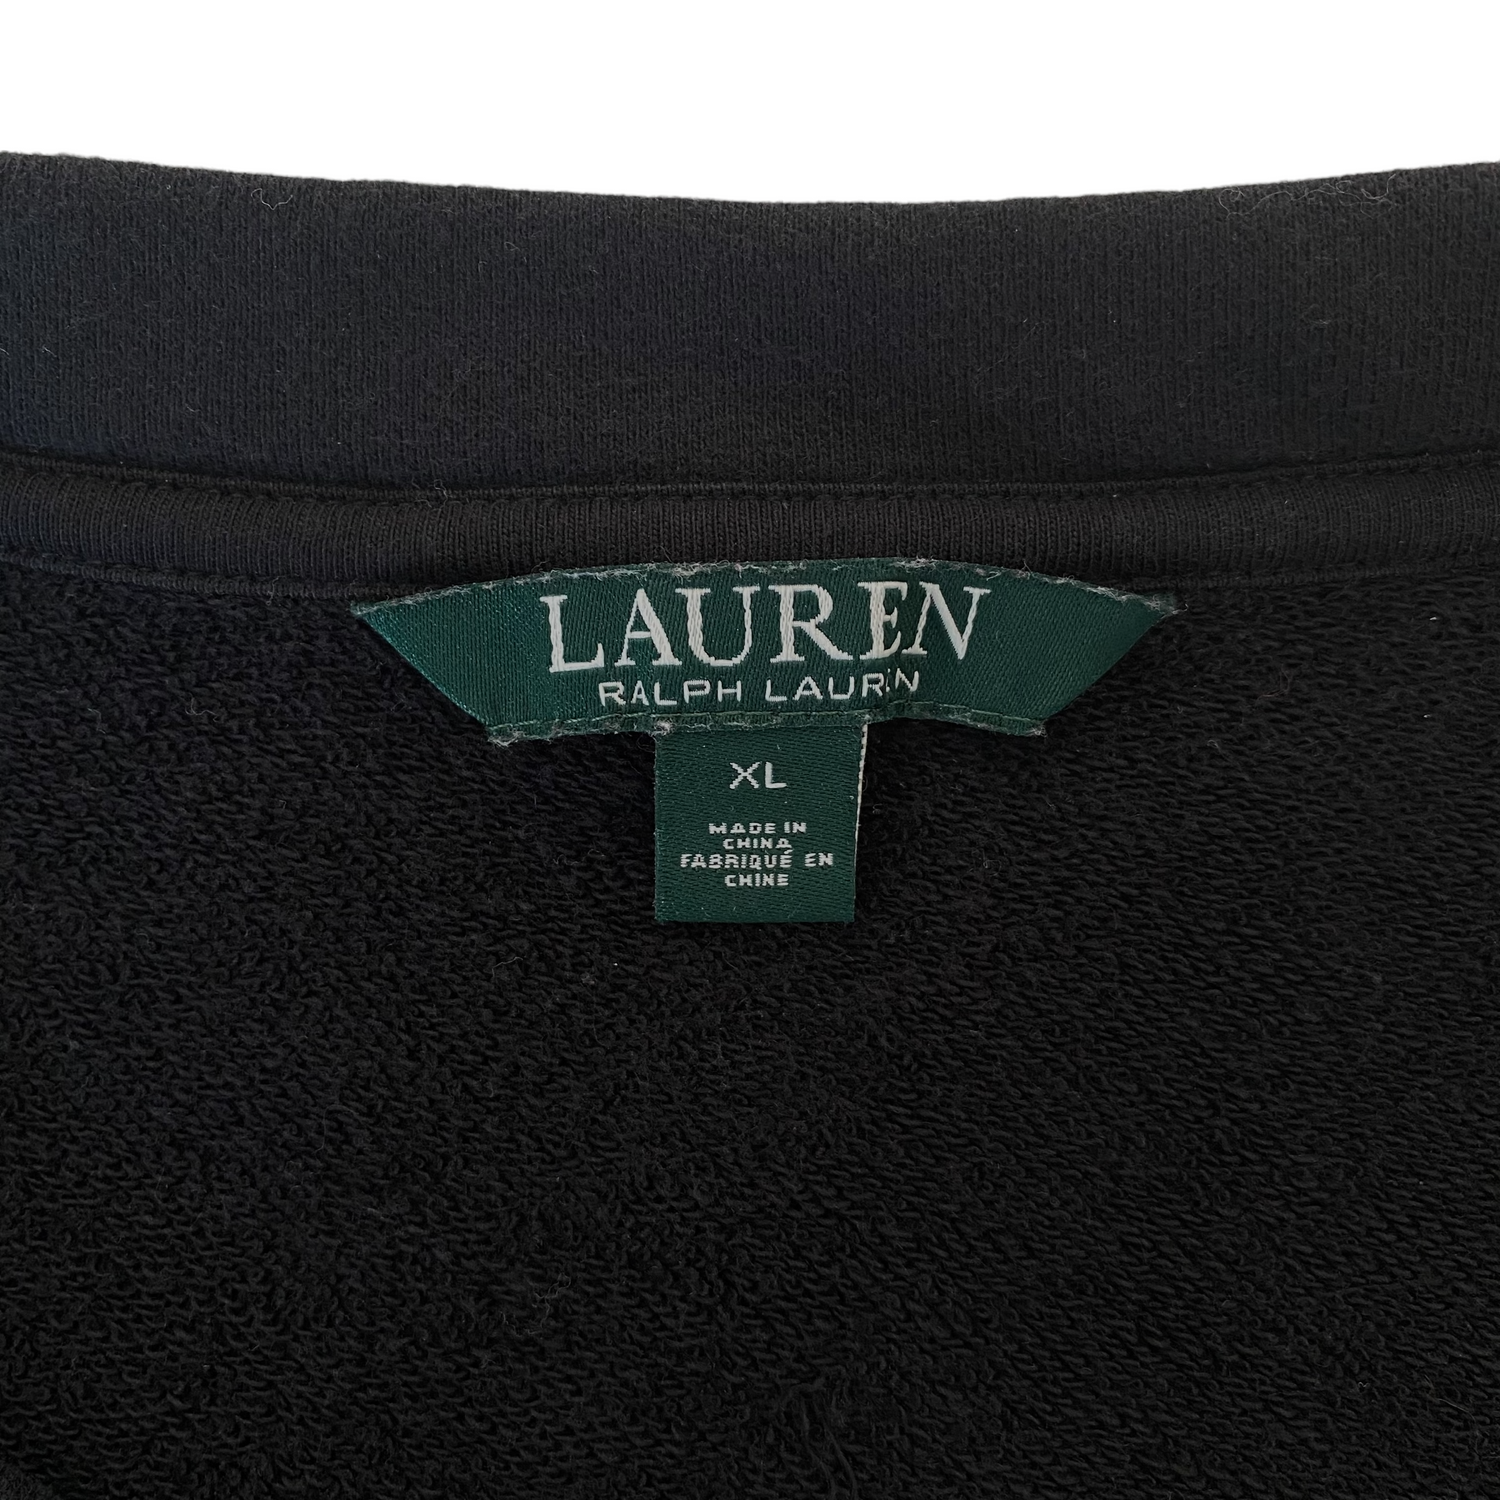 LAUREN
RALPH LAUREN
XL
MADE IN
CHINA
FABRIQUÉ EN
CHINE